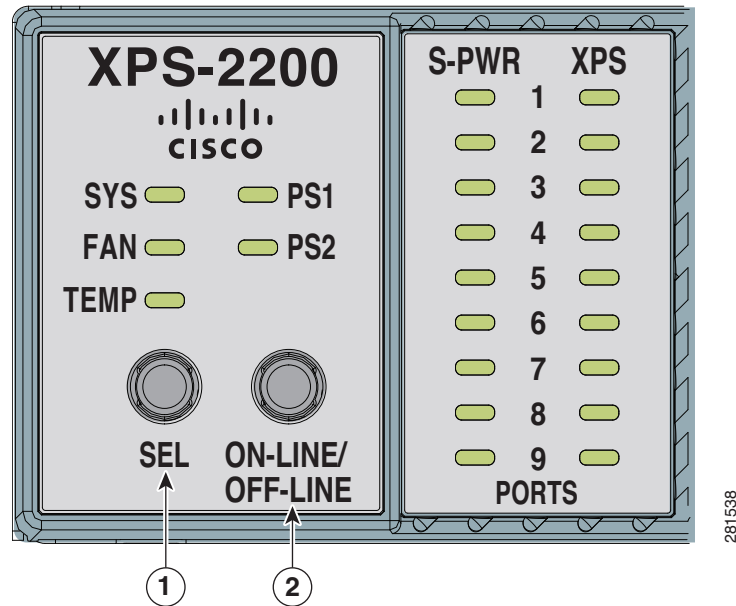 XPS-2200
CISCO
SYS PS1
FAN PS2
TEMP
SEL
ON-LINE/
OFF-LINE
S-PWR XPS
1
2
3
4
5
6
7
8
9
PORTS
1 2
281538